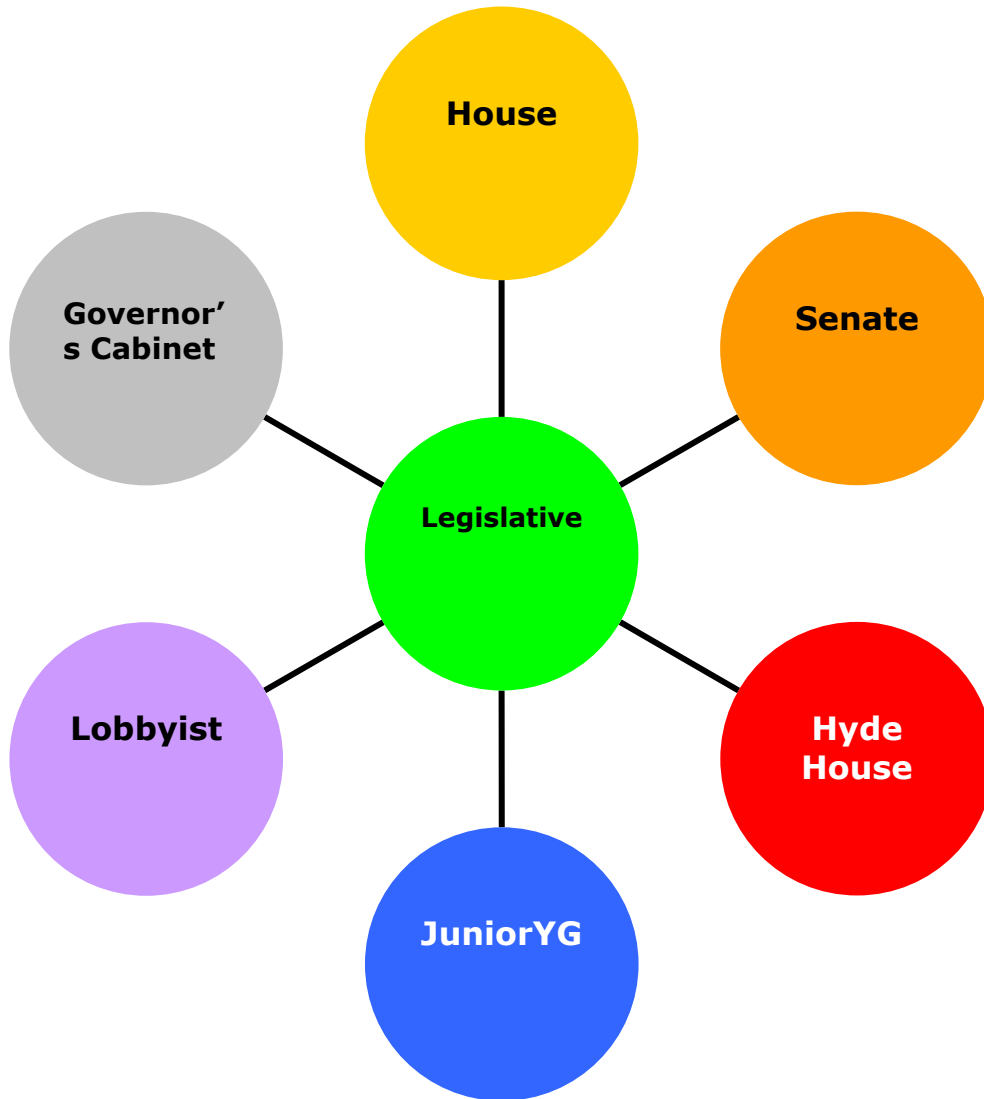 House
Governor’
s Cabinet
Senate
Legislative
Lobbyist
Hyde
House
JuniorYG